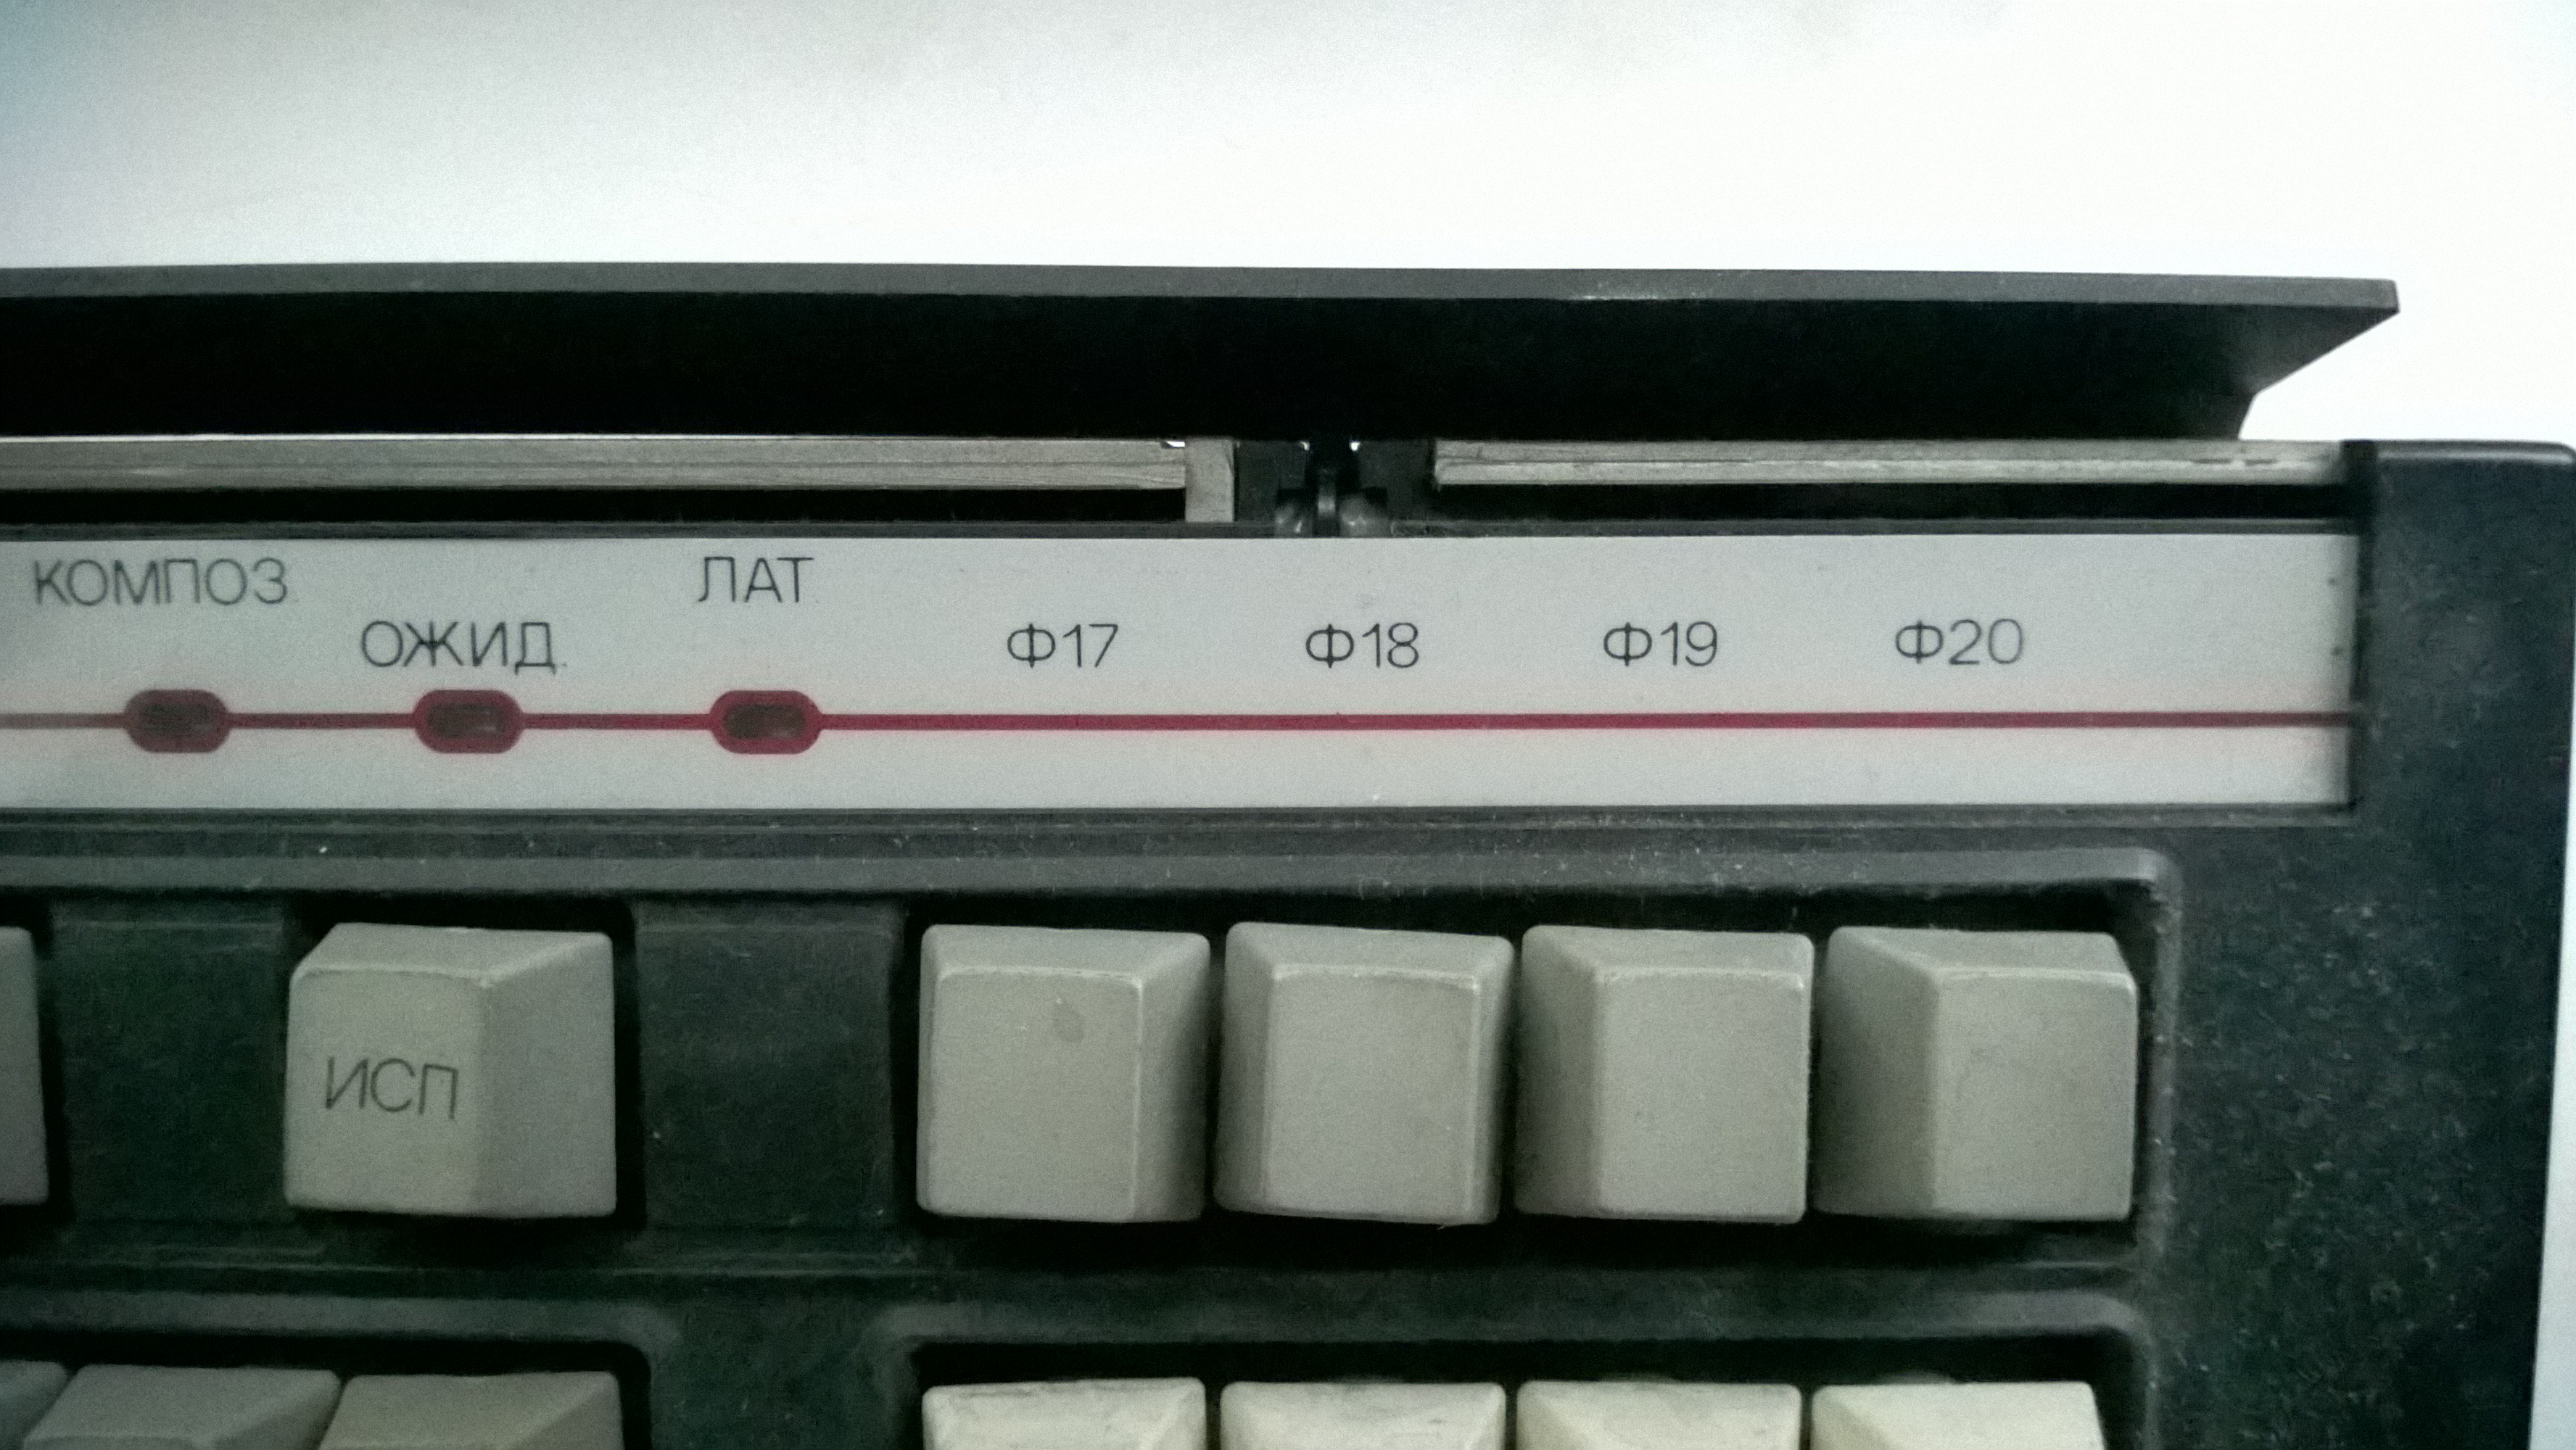 КОМПОЗ
ОЖИД.
ЛАТ.
Ф17
Ф18
Ф19
Ф20
ИСП